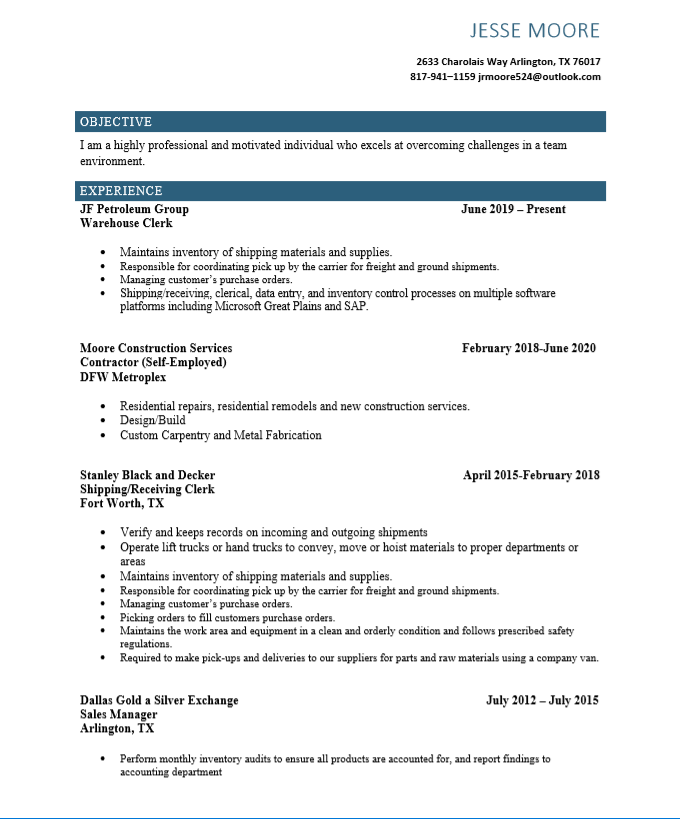 JESSE MOORE
2633 Charolais Way Arlington, TX 76017
817-941–1159 jrmoore524@outlook.com
OBJECTIVE
I am a highly professional and motivated individual who excels at overcoming challenges in a team
environment.
EXPERIENCE
JF Petroleum Group June 2019 – Present
Warehouse Clerk
• Maintains inventory of shipping materials and supplies.
• Responsible for coordinating pick up by the carrier for freight and ground shipments.
• Managing customer’s purchase orders.
• Shipping/receiving, clerical, data entry, and inventory control processes on multiple software
platforms including Microsoft Great Plains and SAP.
Moore Construction Services February 2018-June 2020
Contractor (Self-Employed)
DFW Metroplex
• Residential repairs, residential remodels and new construction services.
• Design/Build
• Custom Carpentry and Metal Fabrication
Stanley Black and Decker April 2015-February 2018
Shipping/Receiving Clerk
Fort Worth, TX
• Verify and keeps records on incoming and outgoing shipments
• Operate lift trucks or hand trucks to convey, move or hoist materials to proper departments or
areas
• Maintains inventory of shipping materials and supplies.
• Responsible for coordinating pick up by the carrier for freight and ground shipments.
• Managing customer’s purchase orders.
• Picking orders to fill customers purchase orders.
• Maintains the work area and equipment in a clean and orderly condition and follows prescribed safety
regulations.
• Required to make pick-ups and deliveries to our suppliers for parts and raw materials using a company van.
Dallas Gold a Silver Exchange July 2012 – July 2015
Sales Manager
Arlington, TX
• Perform monthly inventory audits to ensure all products are accounted for, and report findings to
accounting department